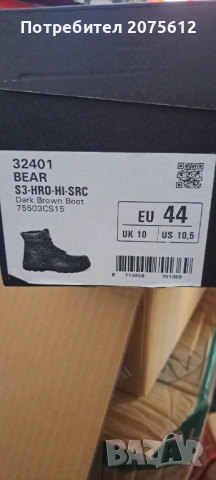 Потребител 2075612
32401
BEAR
S3-HRO-HI-SRC
Dark Brown Boot
75503CS15
EU 44
UK 10 US 10,5
BAZAR